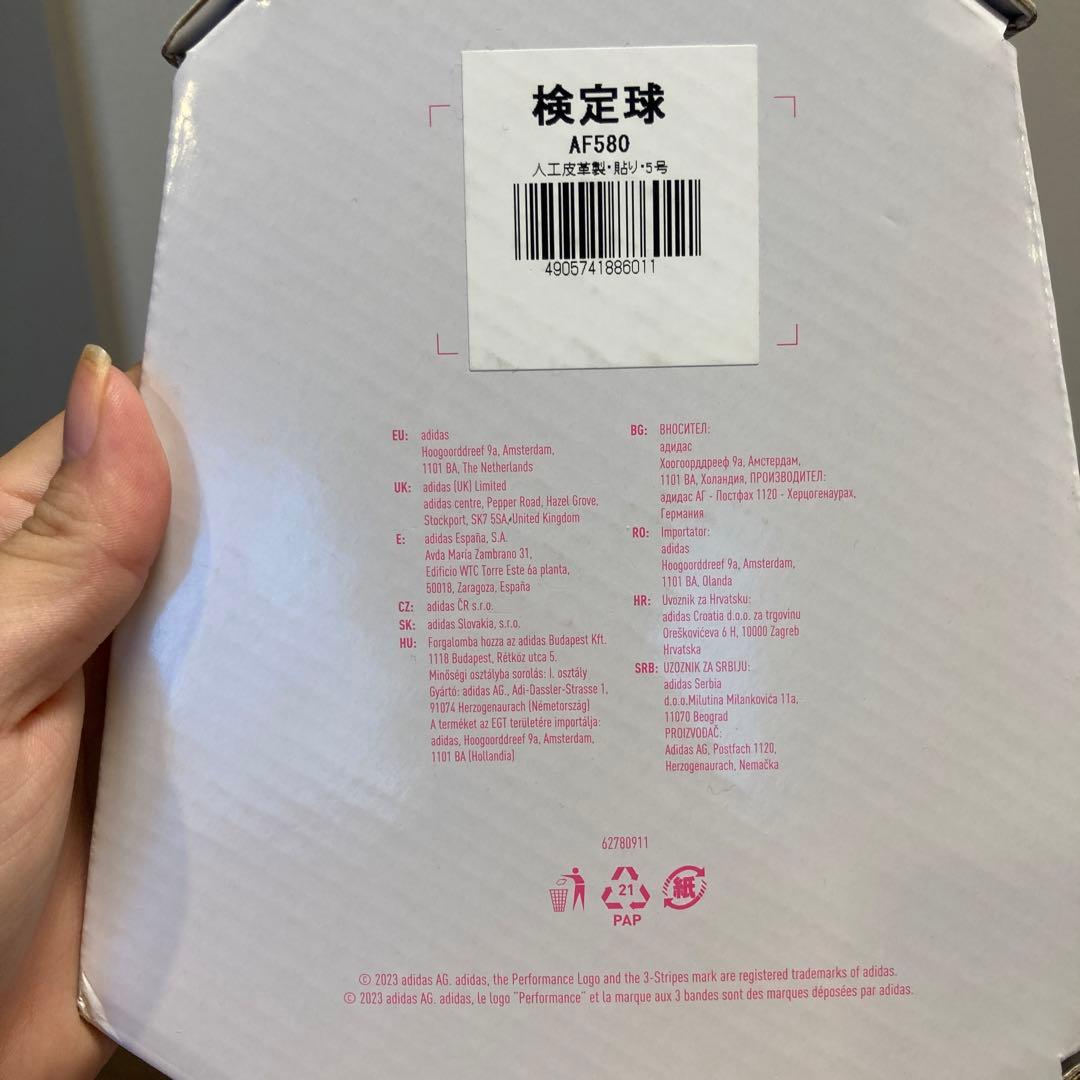 検定球
AF580
人工皮革製・貼り・5号
4905741886011
EU: adidas
Hoogoorddreef 9a, Amsterdam,
1101 BA, The Netherlands
UK: adidas (UK) Limited
adidas centre, Pepper Road, Hazel Grove,
Stockport, SK7 5SA, United Kingdom
E: adidas España, S.A.
Avda María Zambrano 31,
Edificio WTC Torre Este 6a planta,
50018, Zaragoza, España
CZ: adidas ČR s.r.o.
SK: adidas Slovakia, s.r.o.
HU: Forgalomba hozza az adidas Budapest Kft.
1118 Budapest, Rétköz utca 5.
Minőségi osztályba sorolás: I. osztály
Gyártó: adidas AG., Adi-Dassler-Strasse 1,
91074 Herzogenaurach (Németország)
A terméket az EGT területére importálja:
adidas, Hoogoorddreef 9a, Amsterdam,
1101 BA (Hollandia)
BG: ВНОСИТЕЛ:
адидас
Хоогоорддрееф 9а, Амстердам,
1101 BA, Холандия, ПРОИЗВОДИТЕЛ:
адидас АГ - Постфах 1120 - Херцогенаурах,
Германия
RO: Importator:
adidas
Hoogoorddreef 9a, Amsterdam,
1101 BA, Olanda
HR: Uvoznik za Hrvatsku:
adidas Croatia d.o.o. za trgovinu
Oreškovićeva 6 H, 10000 Zagreb
Hrvatska
SRB: UZOZNIK ZA SRBIJU:
adidas Serbia
d.o.o.Milutina Milankovića 11a,
11070 Beograd
PROIZVOĐAČ:
Adidas AG, Postfach 1120,
Herzogenaurach, Nemačka
62780911
21
PAP
紙
© 2023 adidas AG. adidas, the Performance Logo and the 3-Stripes mark are registered trademarks of adidas.
© 2023 adidas AG. adidas, le logo "Performance" et la marque aux 3 bandes sont des marques déposées par adidas.